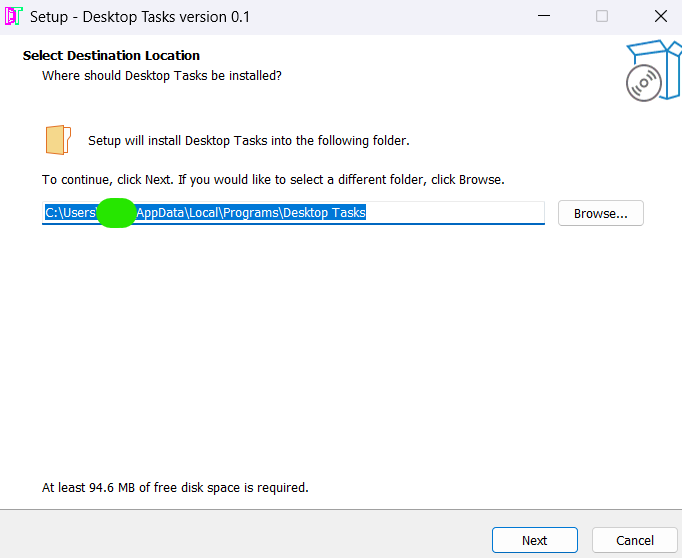 Setup - Desktop Tasks version 0.1
Select Destination Location
Where should Desktop Tasks be installed?
Setup will install Desktop Tasks into the following folder.
To continue, click Next. If you would like to select a different folder, click Browse.
C:\Users\ AppData\Local\Programs\Desktop Tasks
Browse...
At least 94.6 MB of free disk space is required.
Next
Cancel